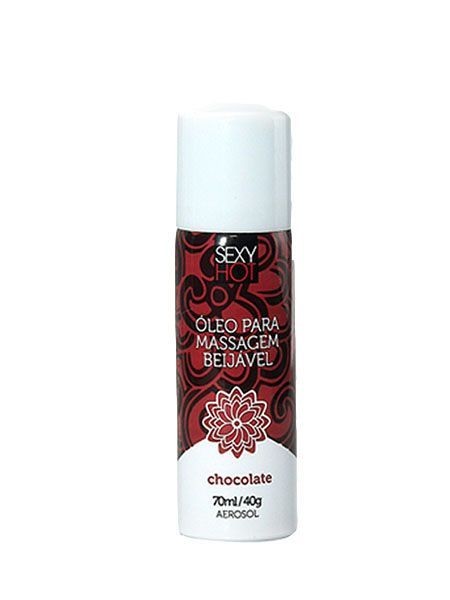 SEXY
HOT
ÓLEO PARA
MASSAGEM
BEIJÁVEL
chocolate
70ml/40g
AEROSOL